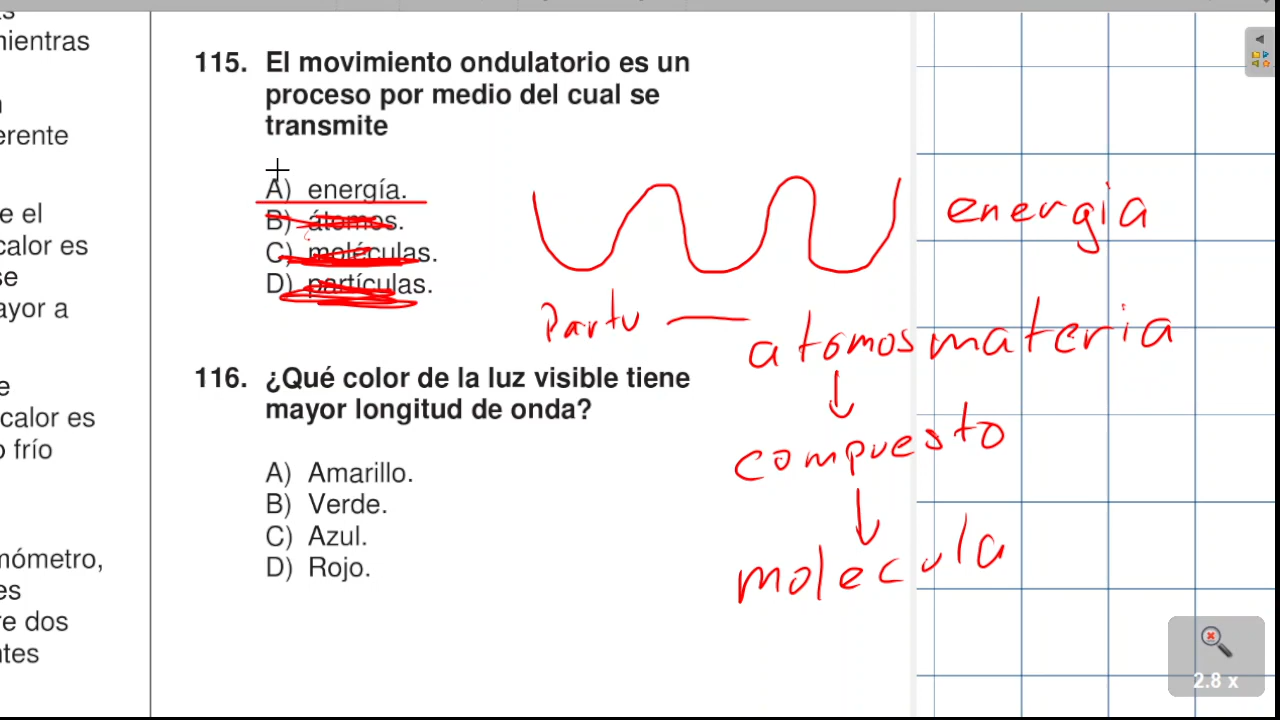 mientras
erente
e el
calor es
se
ayor a
e
calor es
o frío
mómetro,
es
re dos
ntes
115. El movimiento ondulatorio es un
proceso por medio del cual se
transmite
A) energía.
B) átomos.
C) moléculas.
D) partículas.
energia
Partu — atomos materia
↓
compuesto
↓
molecula
116. ¿Qué color de la luz visible tiene
mayor longitud de onda?
A) Amarillo.
B) Verde.
C) Azul.
D) Rojo.
2.8 x